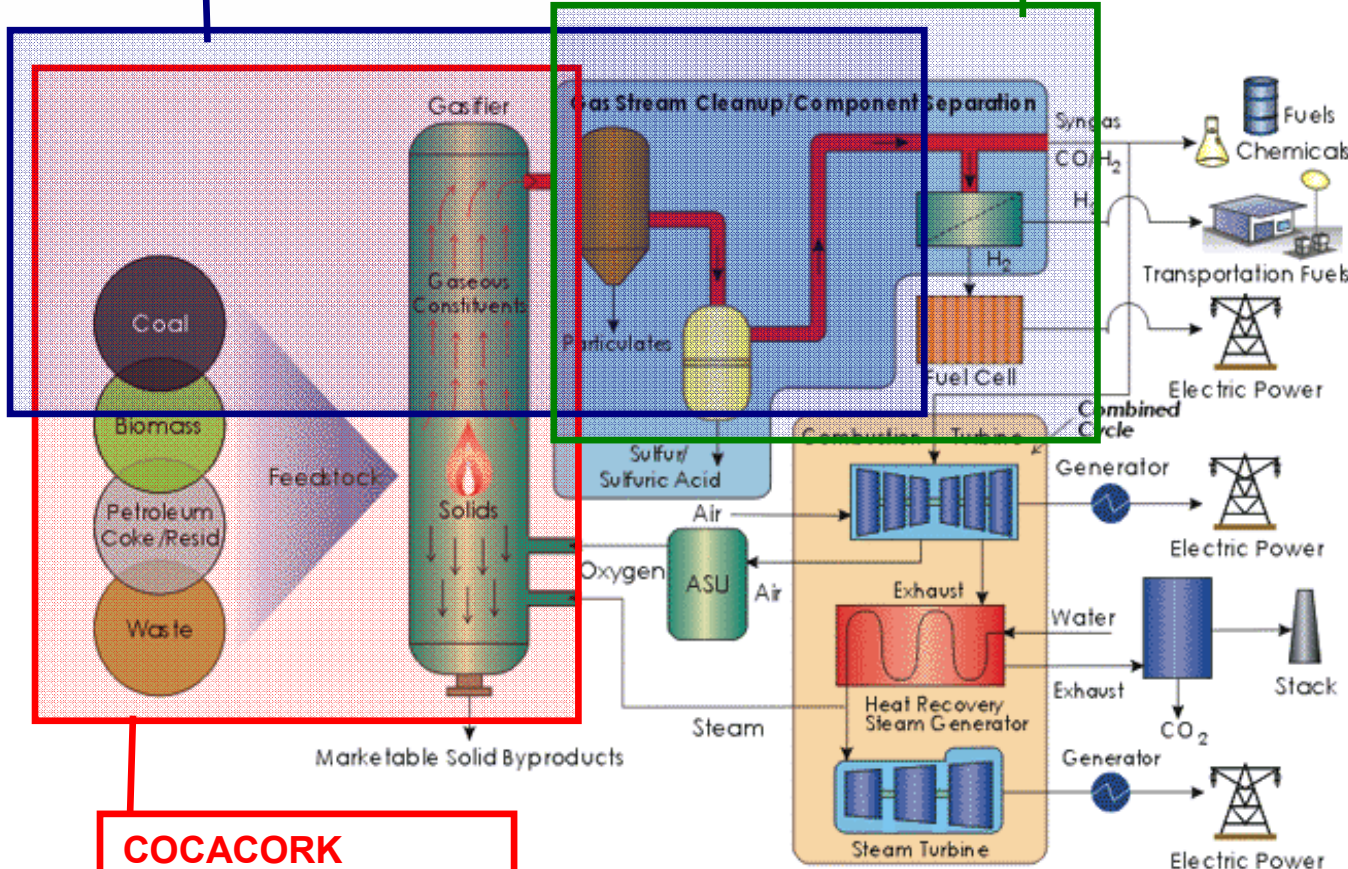 Gas Stream Cleanup/Component Separation
Gasifier
Syngas
CO/H2
Fuels
Chemicals
H2
H2
Transportation Fuels
Gaseous
Constituents
Coal
Particulates
Fuel Cell
Electric Power
Biomass
Combined
Cycle
Combustion Turbine
Feedstock
Sulfur/
Sulfuric Acid
Generator
Petroleum
Coke/Resid
Solids
Air
Electric Power
Oxygen
ASU
Air
Exhaust
Waste
Water
Exhaust
Stack
Heat Recovery
Steam Generator
Steam
CO2
Marketable Solid Byproducts
Generator
COCACORK
Steam Turbine
Electric Power